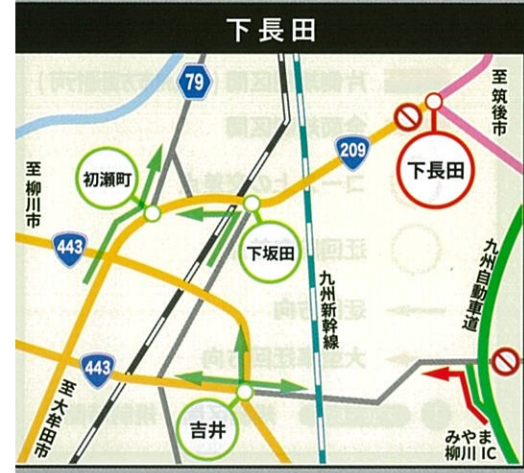 下長田
79
至筑後市
209
下長田
初瀬町
至柳川市
443
下坂田
九州新幹線
九州自動車道
443
至大牟田市
吉井
みやま
柳川IC